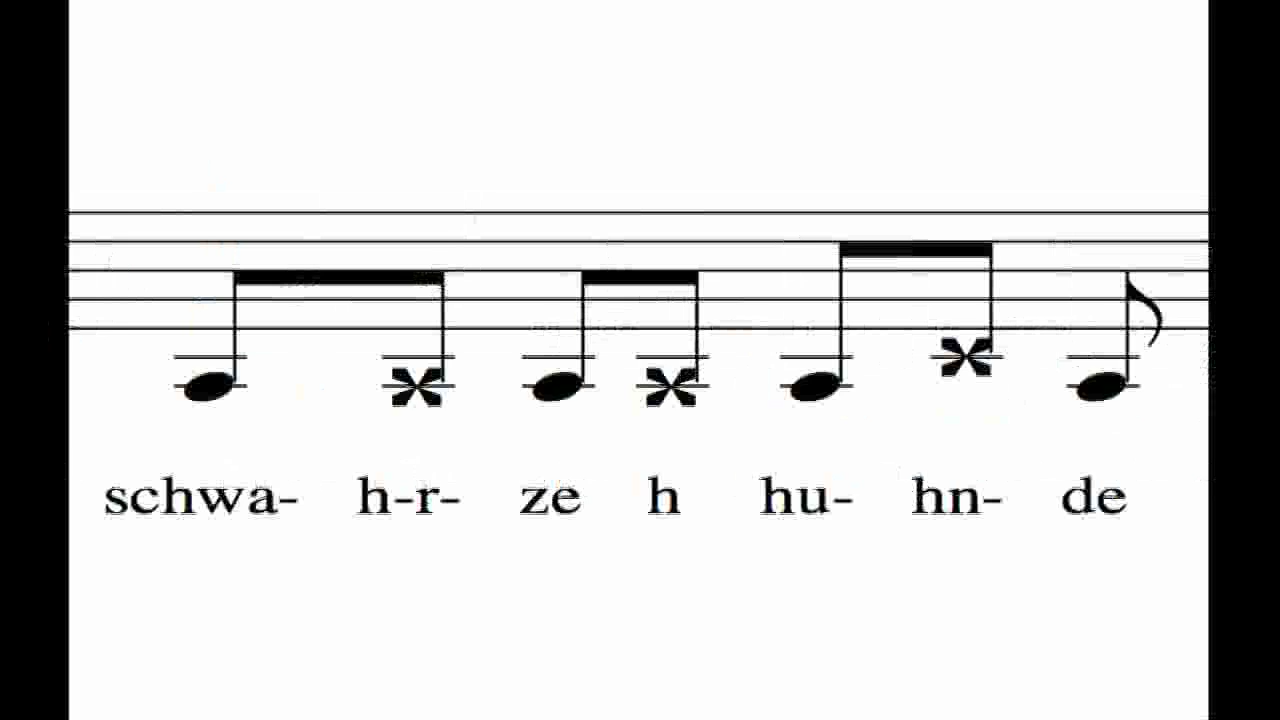 schwa- h-r- ze h hu- hn- de